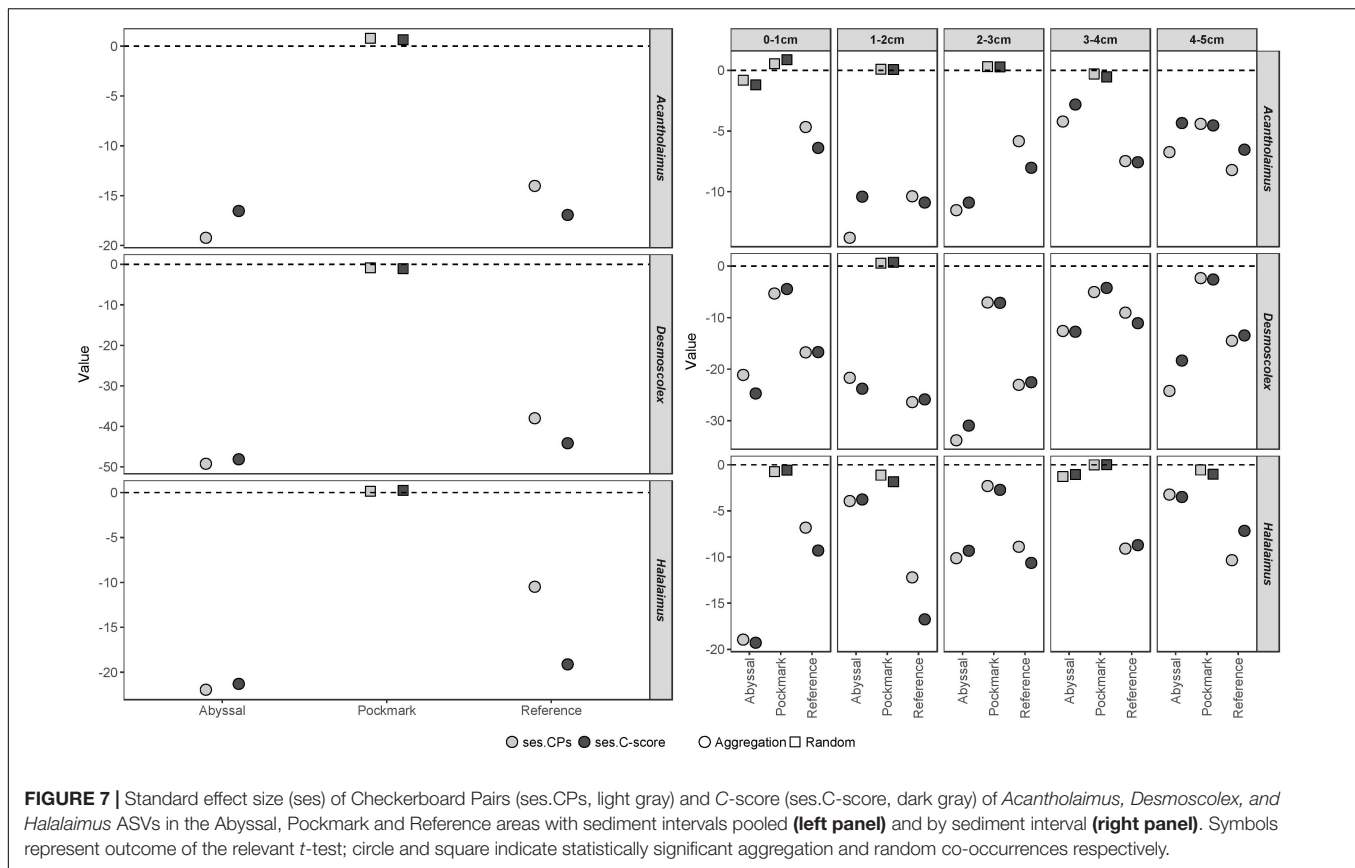 0-1cm 1-2cm 2-3cm 3-4cm 4-5cm
0
-5
-10
-15
-20
Acantholaimus
0
-10
-20
-30
-40
-50
Desmoscolex
0
-5
-10
-15
-20
Halalaimus
Value
Abyssal Pockmark Reference
0
-5
-10
Acantholaimus
0
-10
-20
-30
Desmoscolex
0
-5
-10
-15
-20
Halalaimus
Value
Abyssal Pockmark Reference Abyssal Pockmark Reference Abyssal Pockmark Reference Abyssal Pockmark Reference Abyssal Pockmark Reference
ses.CPs ses.C-score Aggregation Random
FIGURE 7 | Standard effect size (ses) of Checkerboard Pairs (ses.CPs, light gray) and C-score (ses.C-score, dark gray) of Acantholaimus, Desmoscolex, and
Halalaimus ASVs in the Abyssal, Pockmark and Reference areas with sediment intervals pooled (left panel) and by sediment interval (right panel). Symbols
represent outcome of the relevant t-test; circle and square indicate statistically significant aggregation and random co-occurrences respectively.